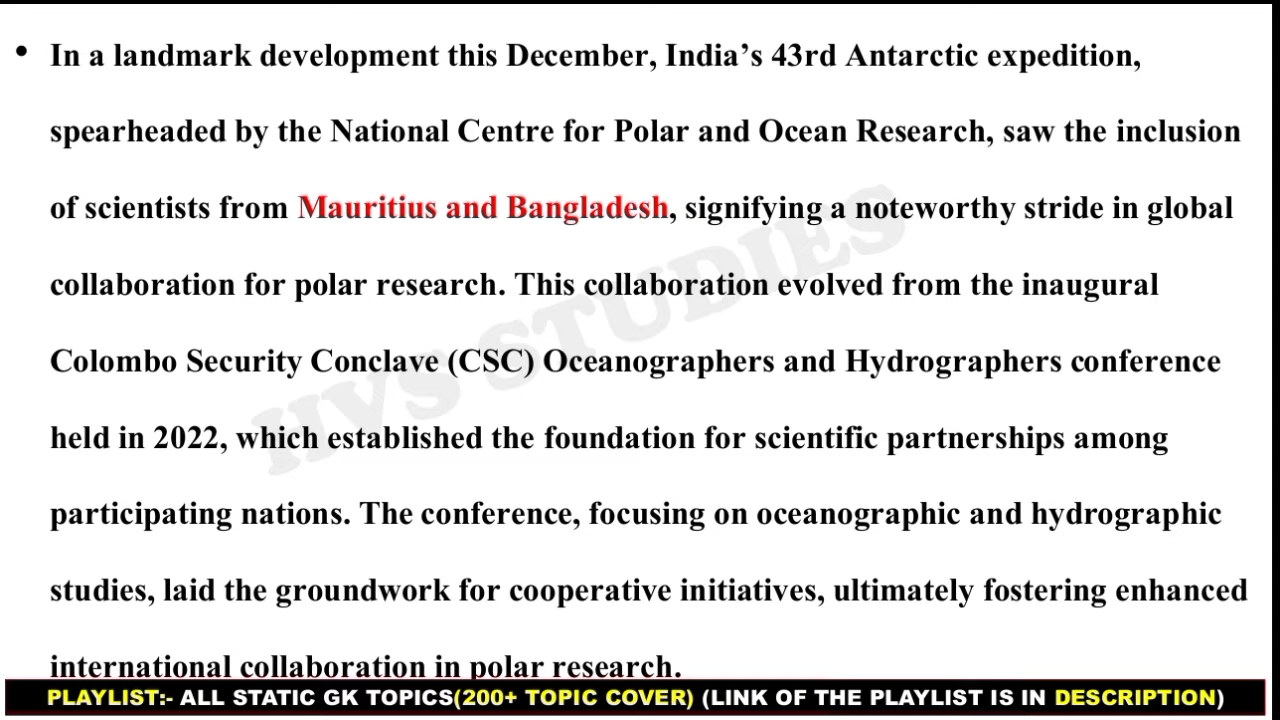 • In a landmark development this December, India’s 43rd Antarctic expedition,
spearheaded by the National Centre for Polar and Ocean Research, saw the inclusion
of scientists from Mauritius and Bangladesh, signifying a noteworthy stride in global
collaboration for polar research. This collaboration evolved from the inaugural
Colombo Security Conclave (CSC) Oceanographers and Hydrographers conference
held in 2022, which established the foundation for scientific partnerships among
participating nations. The conference, focusing on oceanographic and hydrographic
studies, laid the groundwork for cooperative initiatives, ultimately fostering enhanced
international collaboration in polar research.
HVS STUDIES
PLAYLIST:- ALL STATIC GK TOPICS(200+ TOPIC COVER) (LINK OF THE PLAYLIST IS IN DESCRIPTION)